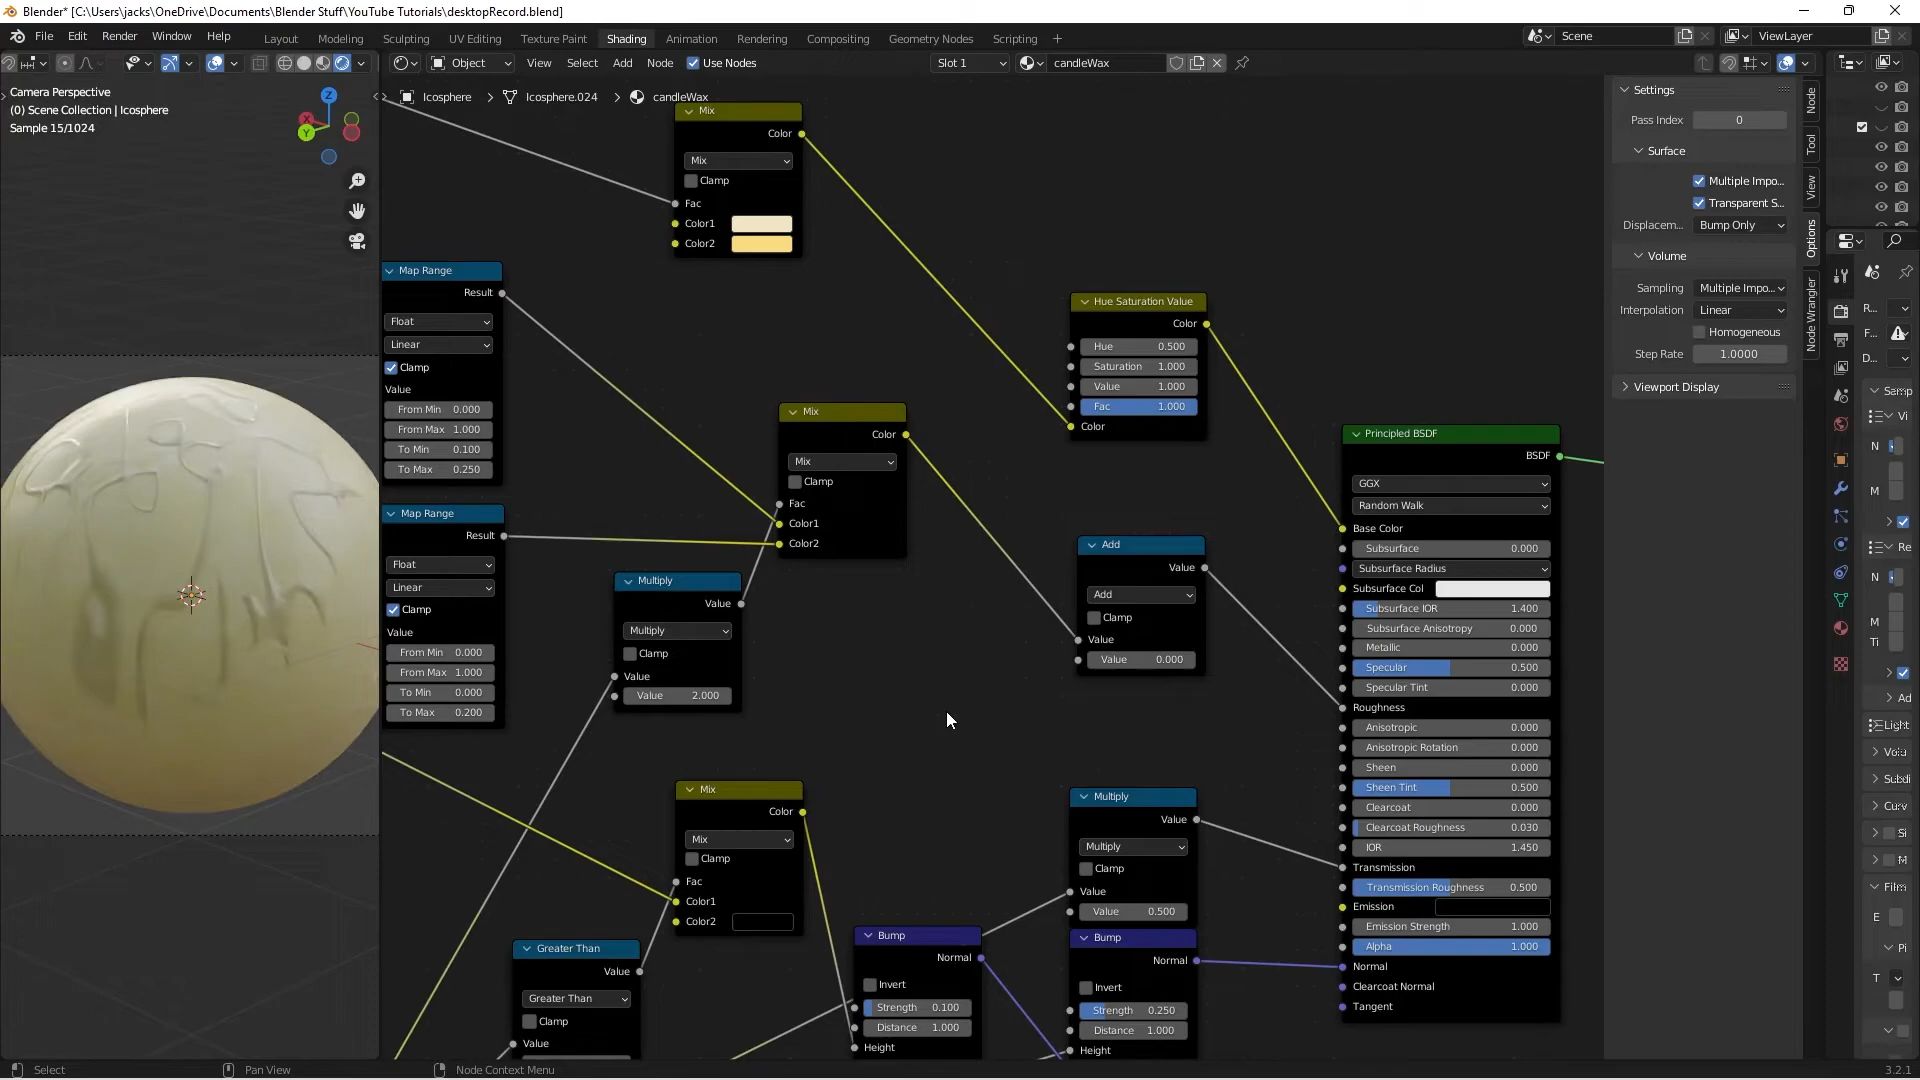 Blender* [C:\Users\jacks\OneDrive\Documents\Blender Stuff\YouTube Tutorials\desktopRecord.blend]
File Edit Render Window Help Layout Modeling Sculpting UV Editing Texture Paint Shading Animation Rendering Compositing Geometry Nodes Scripting + Scene ViewLayer
Object View Select Add Node Use Nodes Slot 1 candleWax
Camera Perspective
(0) Scene Collection | Icosphere
Sample 15/1024
Z
X
Y
Icosphere > Icosphere.024 > candleWax
Mix
Color
Mix
Clamp
Fac
Color1
Color2
Map Range
Result
Float
Linear
Clamp
Value
From Min 0.000
From Max 1.000
To Min 0.100
To Max 0.250
Map Range
Result
Float
Linear
Clamp
Value
From Min 0.000
From Max 1.000
To Min 0.000
To Max 0.200
Mix
Color
Mix
Clamp
Fac
Color1
Color2
Multiply
Value
Multiply
Clamp
Value
Value 2.000
Mix
Color
Mix
Clamp
Fac
Color1
Color2
Greater Than
Value
Greater Than
Clamp
Value
Bump
Normal
Invert
Strength 0.100
Distance 1.000
Height
Hue Saturation Value
Color
Hue 0.500
Saturation 1.000
Value 1.000
Fac 1.000
Color
Add
Value
Add
Clamp
Value
Value 0.000
Multiply
Value
Multiply
Clamp
Value
Value 0.500
Bump
Normal
Invert
Strength 0.250
Distance 1.000
Height
Principled BSDF
BSDF
GGX
Random Walk
Base Color
Subsurface 0.000
Subsurface Radius
Subsurface Col
Subsurface IOR 1.400
Subsurface Anisotropy 0.000
Metallic 0.000
Specular 0.500
Specular Tint 0.000
Roughness
Anisotropic 0.000
Anisotropic Rotation 0.000
Sheen 0.000
Sheen Tint 0.500
Clearcoat 0.000
Clearcoat Roughness 0.030
IOR 1.450
Transmission
Transmission Roughness 0.500
Emission
Emission Strength 1.000
Alpha 1.000
Normal
Clearcoat Normal
Tangent
Settings
Pass Index 0
Surface
Multiple Impo...
Transparent S...
Displacem... Bump Only
Volume
Sampling Multiple Impo...
Interpolation Linear
Homogeneous
Step Rate 1.0000
Viewport Display
Node
Tool
View
Options
Node Wrangler
R...
F...
D...
Samp
Vi
N
M
Re
N
M
Ti
Ad
Light
Volu
Subdi
Curv
Si
M
Film
E
Pi
T
Select Pan View Node Context Menu 3.2.1